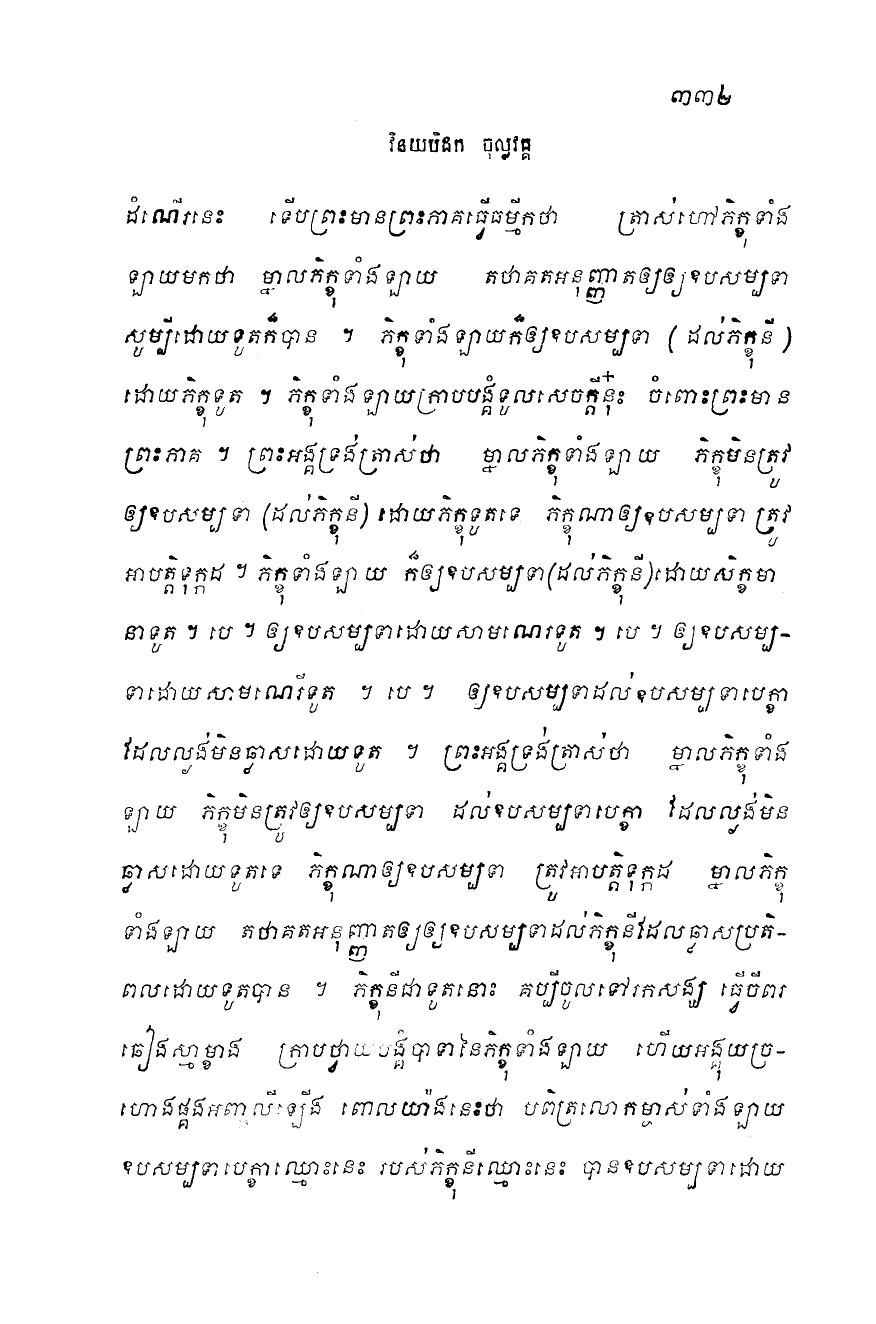 ៣៣២
វិនយបិដក ចុល្លវគ្គ
ដំណើរនេះ ទើបព្រះមានព្រះភាគធ្វើធម្មីកថា ត្រាស់ហៅភិក្ខុទាំង
ឡាយមកថា ម្នាលភិក្ខុទាំងឡាយ តថាគតអនុញ្ញាតឲ្យឲ្យឧបសម្បទា
សូម្បីដោយទូតក៏បាន ។ ភិក្ខុទាំងឡាយក៏ឲ្យឧបសម្បទា (ដល់ភិក្ខុនី)
ដោយភិក្ខុទូត ។ ភិក្ខុទាំងឡាយក្រាបបង្គំទូលសេចក្តីនុ៎ះ ចំពោះព្រះមាន
ព្រះភាគ ។ ព្រះអង្គទ្រង់ត្រាស់ថា ម្នាលភិក្ខុទាំងឡាយ ភិក្ខុមិនត្រូវ
ឲ្យឧបសម្បទា (ដល់ភិក្ខុនី) ដោយភិក្ខុទូតទេ ភិក្ខុណាឲ្យឧបសម្បទា ត្រូវ
អាបត្តិទុក្កដ ។ ភិក្ខុទាំងឡាយ ក៏ឲ្យឧបសម្បទា(ដល់ភិក្ខុនី)ដោយសិក្ខមា
នាទូត ។ បេ ។ ឲ្យឧបសម្បទាដោយសាមណេរទូត ។ បេ ។ ឲ្យឧបសម្ប-
ទាដោយសាមណេរីទូត ។ បេ ។ ឲ្យឧបសម្បទាដល់ឧបសម្បទាបេក្ខា
ដែលល្ងង់មិនឆ្លាសដោយទូត ។ ព្រះអង្គទ្រង់ត្រាស់ថា ម្នាលភិក្ខុទាំង
ឡាយ ភិក្ខុមិនត្រូវឲ្យឧបសម្បទា ដល់ឧបសម្បទាបេក្ខា ដែលល្ងង់មិន
ឆ្លាសដោយទូតទេ ភិក្ខុណាឲ្យឧបសម្បទា ត្រូវអាបត្តិទុក្កដ ម្នាលភិក្ខុ
ទាំងឡាយ តថាគតអនុញ្ញាតឲ្យឲ្យឧបសម្បទាដល់ភិក្ខុនីដែលឆ្លាសប្រតិ-
ពលដោយទូតបាន ។ ភិក្ខុនីជាទូតនោះ គប្បីចូលទៅរកសង្ឃ ធ្វើចីពរ
ឆៀងស្មាម្ខាង ក្រាបថ្វាយបង្គំបាទានៃភិក្ខុទាំងឡាយ ហើយអង្គុយច្រ-
ហោងផ្គងអញ្ជលីឡើង ពោលយ៉ាងនេះថា បពិត្រលោកម្ចាស់ទាំងឡាយ
ឧបសម្បទាបេក្ខាឈ្មោះនេះ របស់ភិក្ខុនីឈ្មោះនេះ បានឧបសម្បទាដោយ